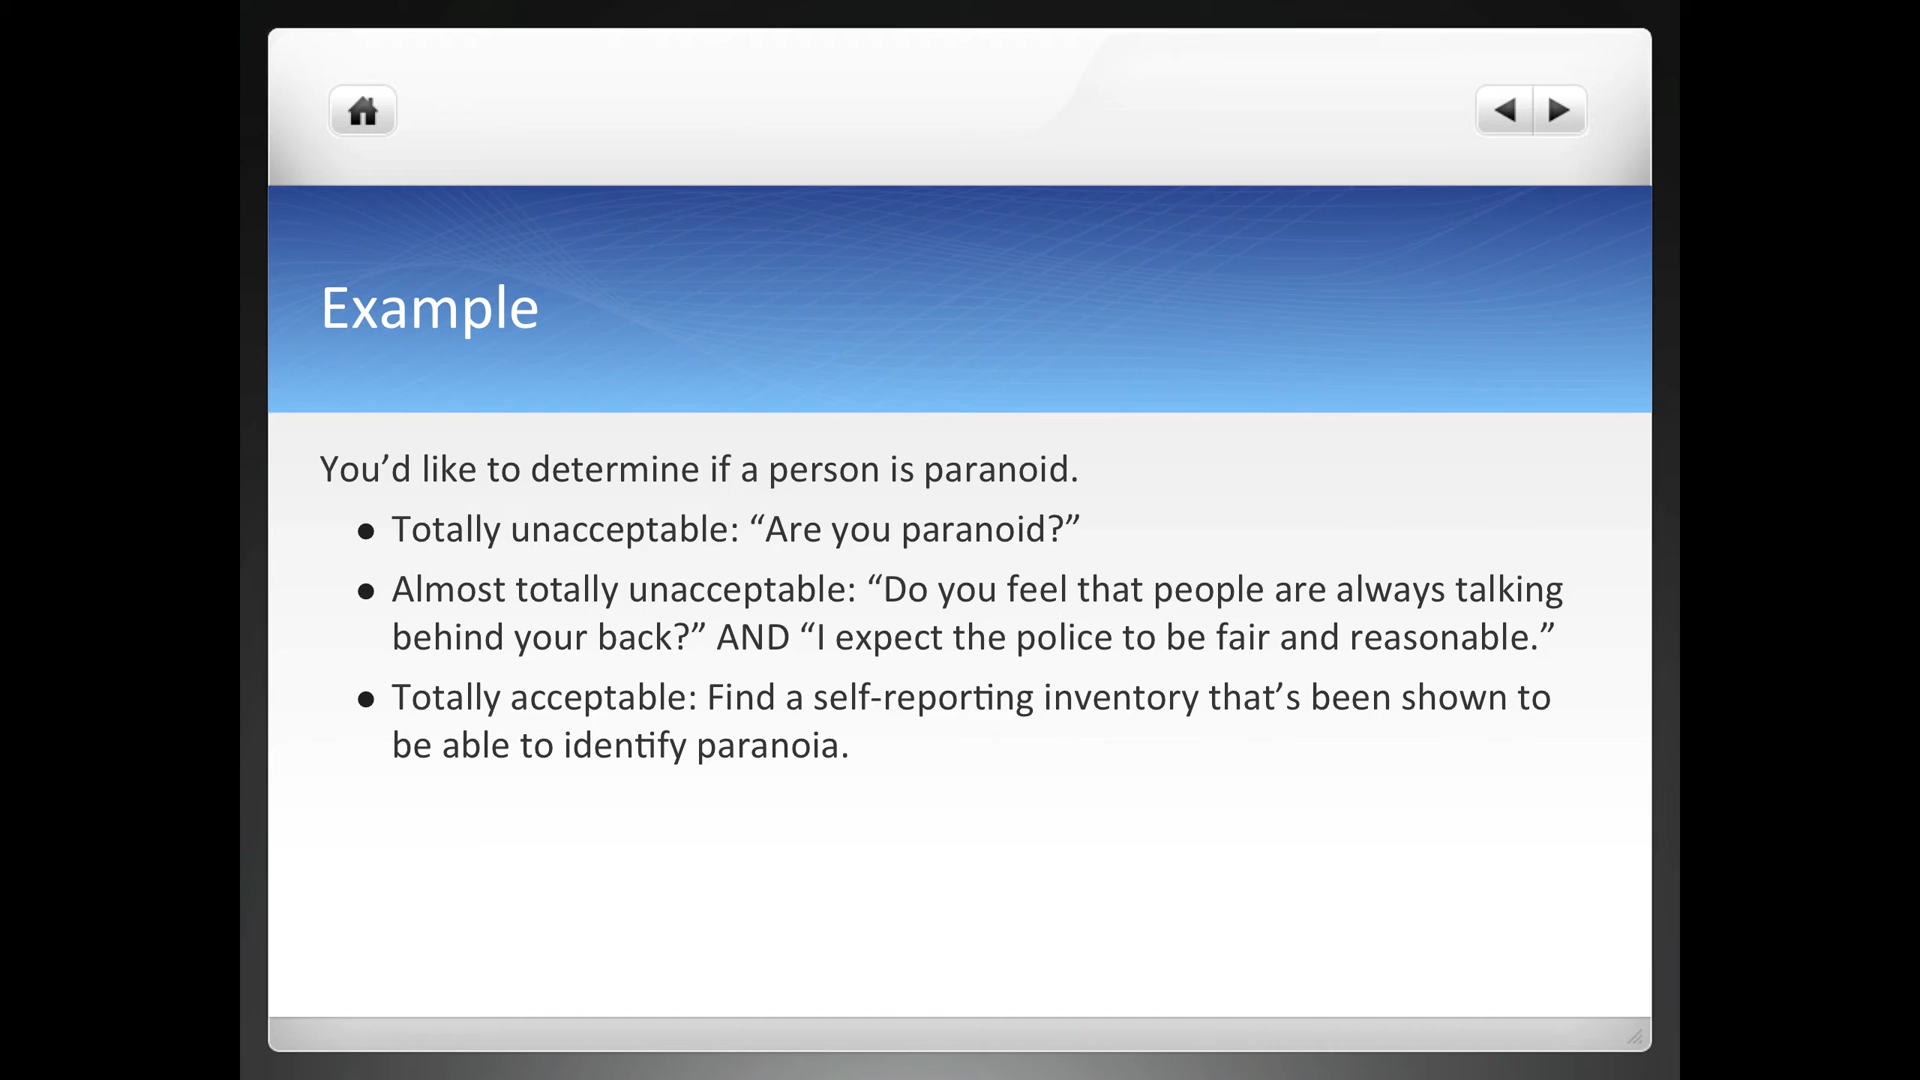 Example
You’d like to determine if a person is paranoid.
● Totally unacceptable: “Are you paranoid?”
● Almost totally unacceptable: “Do you feel that people are always talking
behind your back?” AND “I expect the police to be fair and reasonable.”
● Totally acceptable: Find a self-reporting inventory that’s been shown to
be able to identify paranoia.